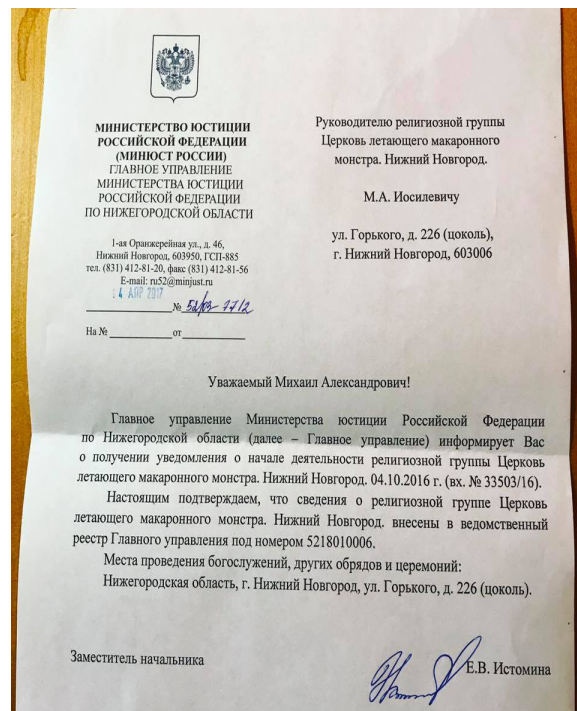 МИНИСТЕРСТВО ЮСТИЦИИ
РОССИЙСКОЙ ФЕДЕРАЦИИ
(МИНЮСТ РОССИИ)
ГЛАВНОЕ УПРАВЛЕНИЕ
МИНИСТЕРСТВА ЮСТИЦИИ
РОССИЙСКОЙ ФЕДЕРАЦИИ
ПО НИЖЕГОРОДСКОЙ ОБЛАСТИ
1-ая Оранжерейная ул., д. 46,
Нижний Новгород, 603950, ГСП-885
тел. (831) 412-81-20, факс (831) 412-81-56
E-mail: ru52@minjust.ru
АПР 2017
№ 52/03-7712
На № от
Руководителю религиозной группы
Церковь летающего макаронного
монстра. Нижний Новгород.
М.А. Иосилевичу
ул. Горького, д. 226 (цоколь),
г. Нижний Новгород, 603006
Уважаемый Михаил Александрович!
Главное управление Министерства юстиции Российской Федерации
по Нижегородской области (далее – Главное управление) информирует Вас
о получении уведомления о начале деятельности религиозной группы Церковь
летающего макаронного монстра. Нижний Новгород. 04.10.2016 г. (вх. № 33503/16).
Настоящим подтверждаем, что сведения о религиозной группе Церковь
летающего макаронного монстра. Нижний Новгород. внесены в ведомственный
реестр Главного управления под номером 5218010006.
Места проведения богослужений, других обрядов и церемоний:
Нижегородская область, г. Нижний Новгород, ул. Горького, д. 226 (цоколь).
Заместитель начальника
Е.В. Истомина